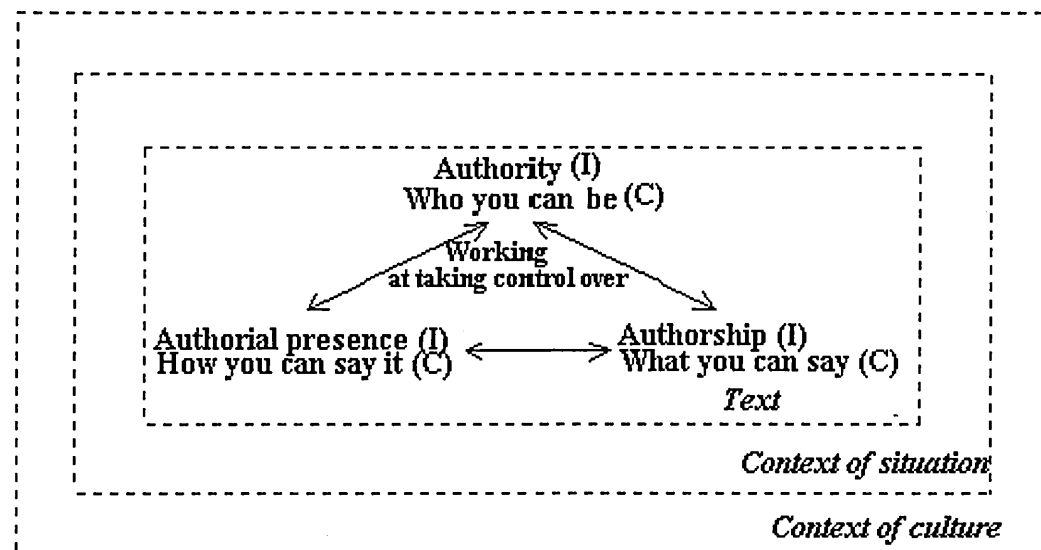 Authority (I)
Who you can be (C)
Working
at taking control over
Authorial presence (I)
How you can say it (C)
Authorship (I)
What you can say (C)
Text
Context of situation
Context of culture